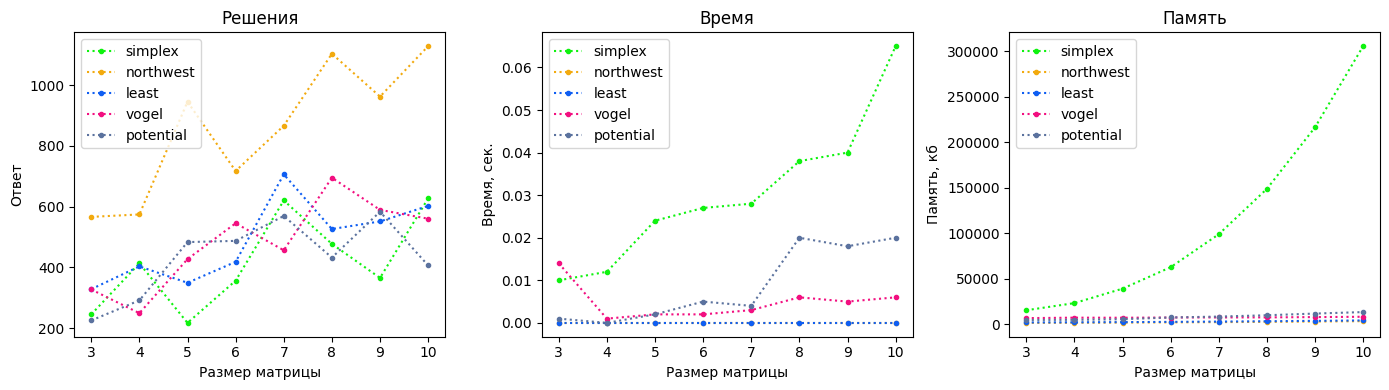 Решения
simplex
northwest
least
vogel
potential
1000
800
600
400
200
Ответ
3 4 5 6 7 8 9 10
Размер матрицы
Время
simplex
northwest
least
vogel
potential
0.06
0.05
0.04
0.03
0.02
0.01
0.00
Время, сек.
3 4 5 6 7 8 9 10
Размер матрицы
Память
simplex
northwest
least
vogel
potential
300000
250000
200000
150000
100000
50000
0
Память, кб
3 4 5 6 7 8 9 10
Размер матрицы